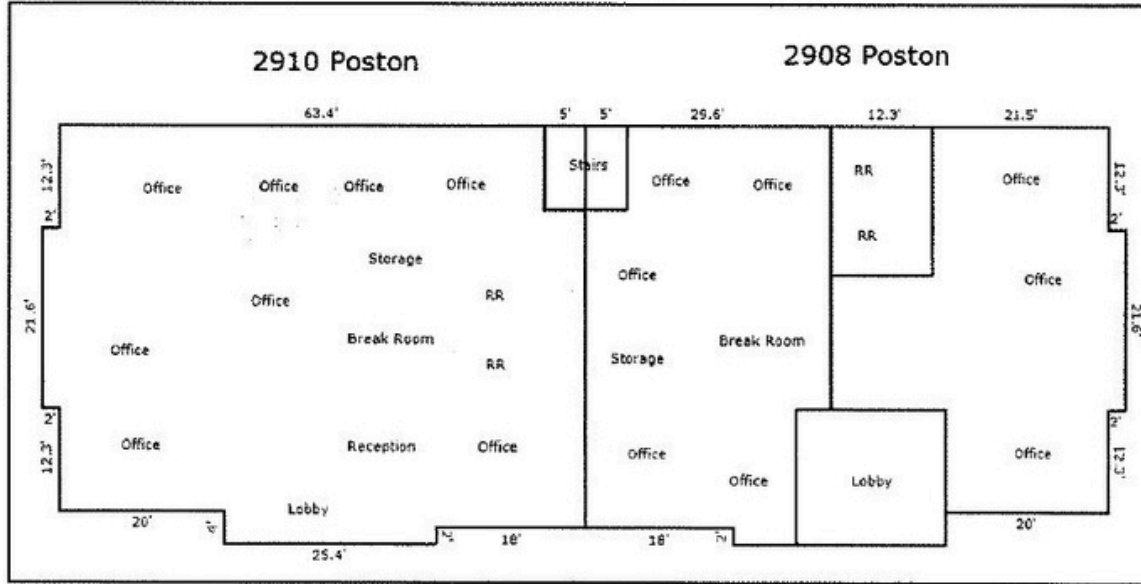 2910 Poston
2908 Poston
63.4'
5'
5'
29.6'
12.3'
21.5'
12.3'
Office
Office
Office
Office
Stairs
Office
Office
RR
Office
12.3'
2'
RR
2'
Storage
Office
Office
Office
RR
21.6'
Break Room
Storage
Break Room
21.6'
Office
RR
2'
2'
12.3'
Office
Reception
Office
Office
Office
12.3'
Lobby
Office
Lobby
20'
4'
25.4'
2'
18'
18'
2'
20'